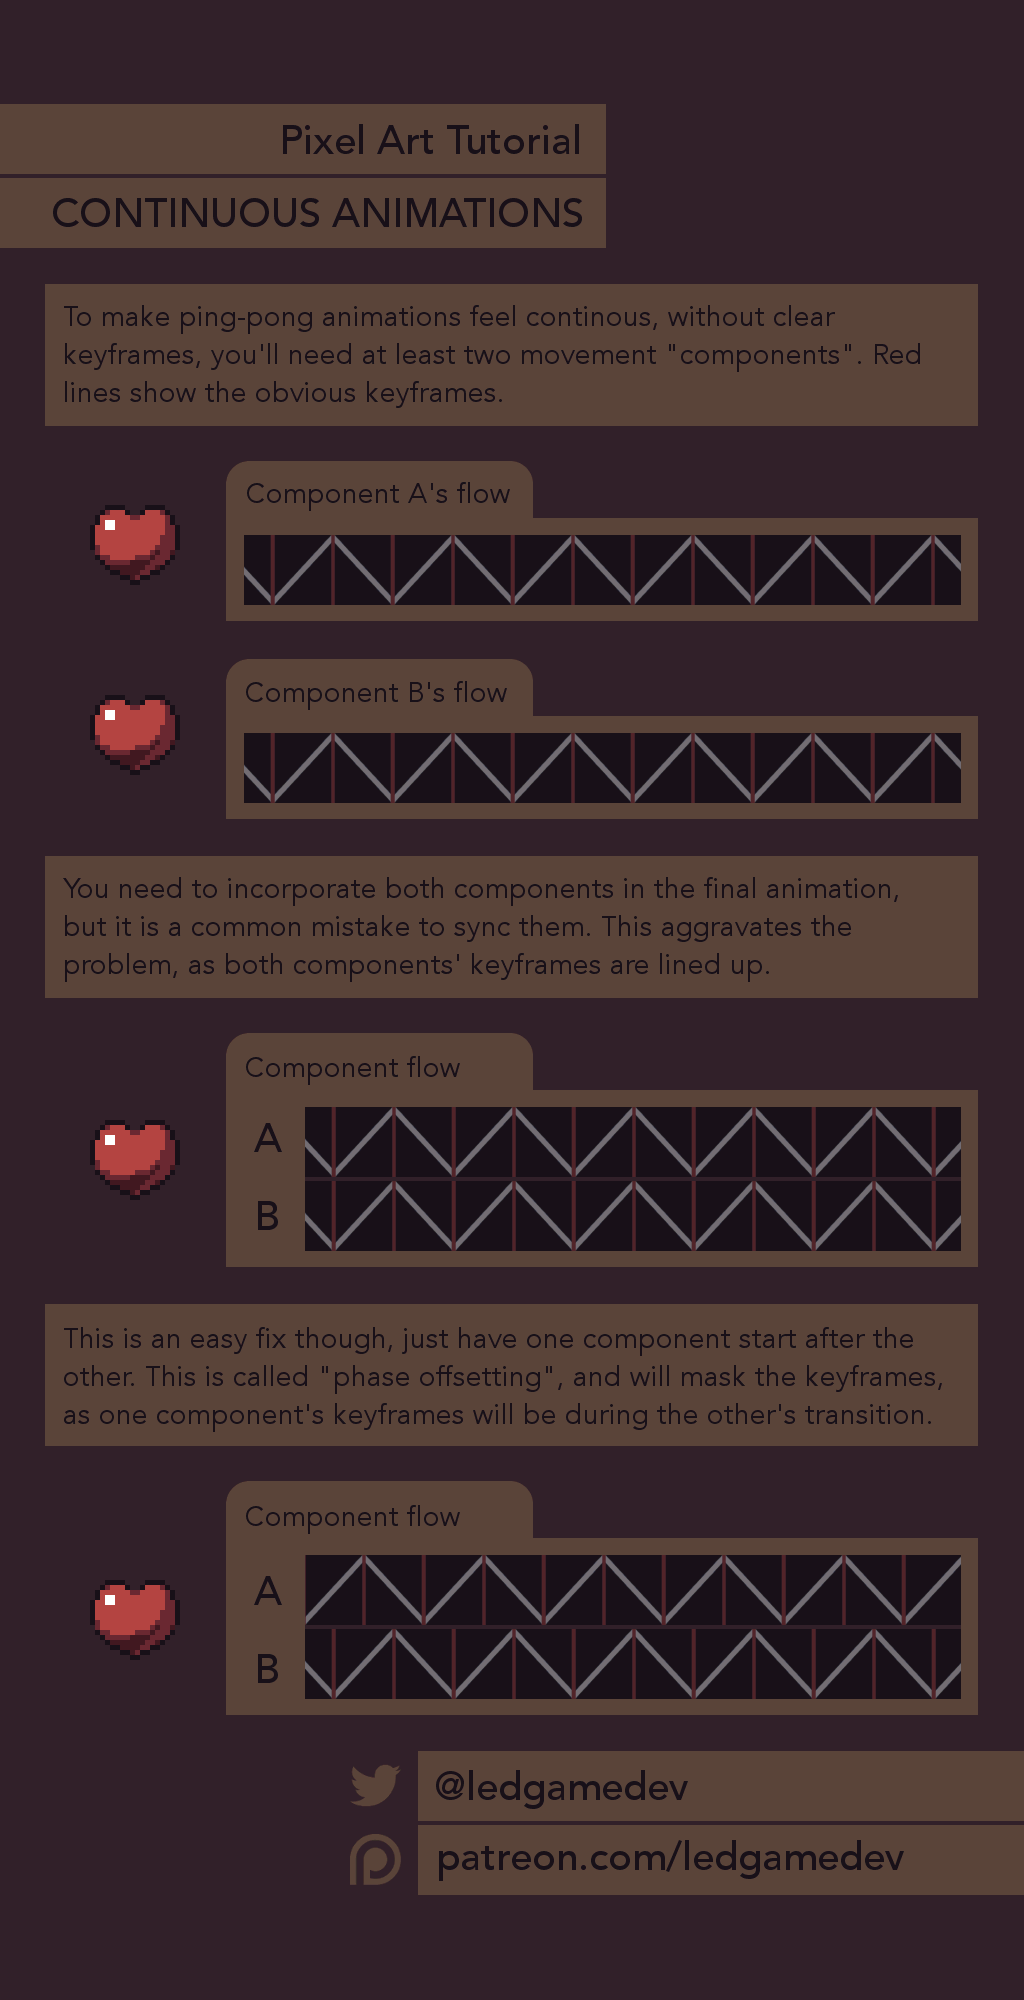 Pixel Art Tutorial
CONTINUOUS ANIMATIONS
To make ping-pong animations feel continous, without clear
keyframes, you'll need at least two movement "components". Red
lines show the obvious keyframes.
Component A's flow
Component B's flow
You need to incorporate both components in the final animation,
but it is a common mistake to sync them. This aggravates the
problem, as both components' keyframes are lined up.
Component flow
A
B
This is an easy fix though, just have one component start after the
other. This is called "phase offsetting", and will mask the keyframes,
as one component's keyframes will be during the other's transition.
Component flow
A
B
@ledgamedev
patreon.com/ledgamedev